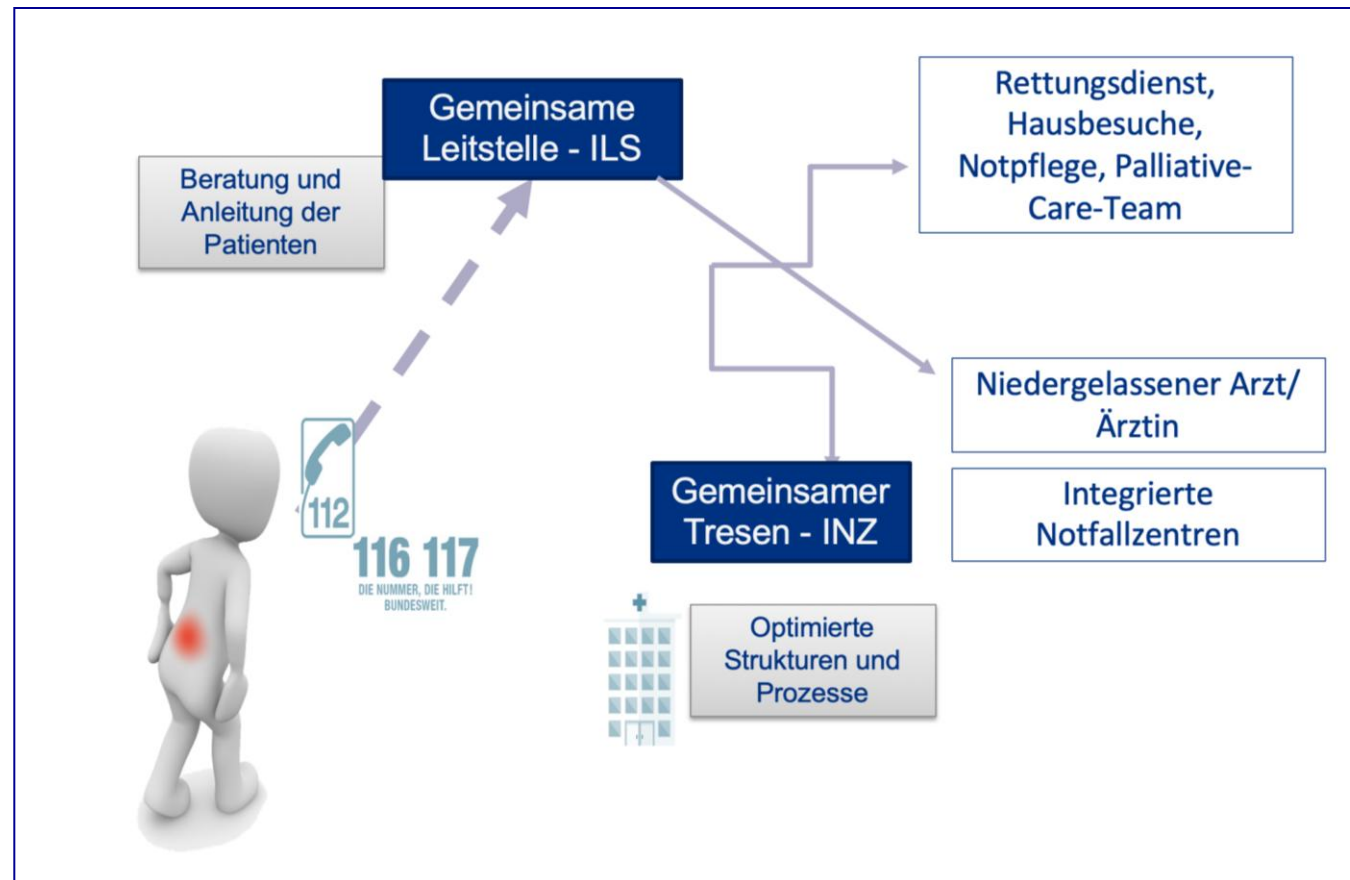 Gemeinsame
Leitstelle - ILS
Beratung und
Anleitung der
Patienten
Rettungsdienst,
Hausbesuche,
Notpflege, Palliative-
Care-Team
112
116 117
DIE NUMMER, DIE HILFT!
BUNDESWEIT.
Niedergelassener Arzt/
Ärztin
Gemeinsamer
Tresen - INZ
Integrierte
Notfallzentren
Optimierte
Strukturen und
Prozesse